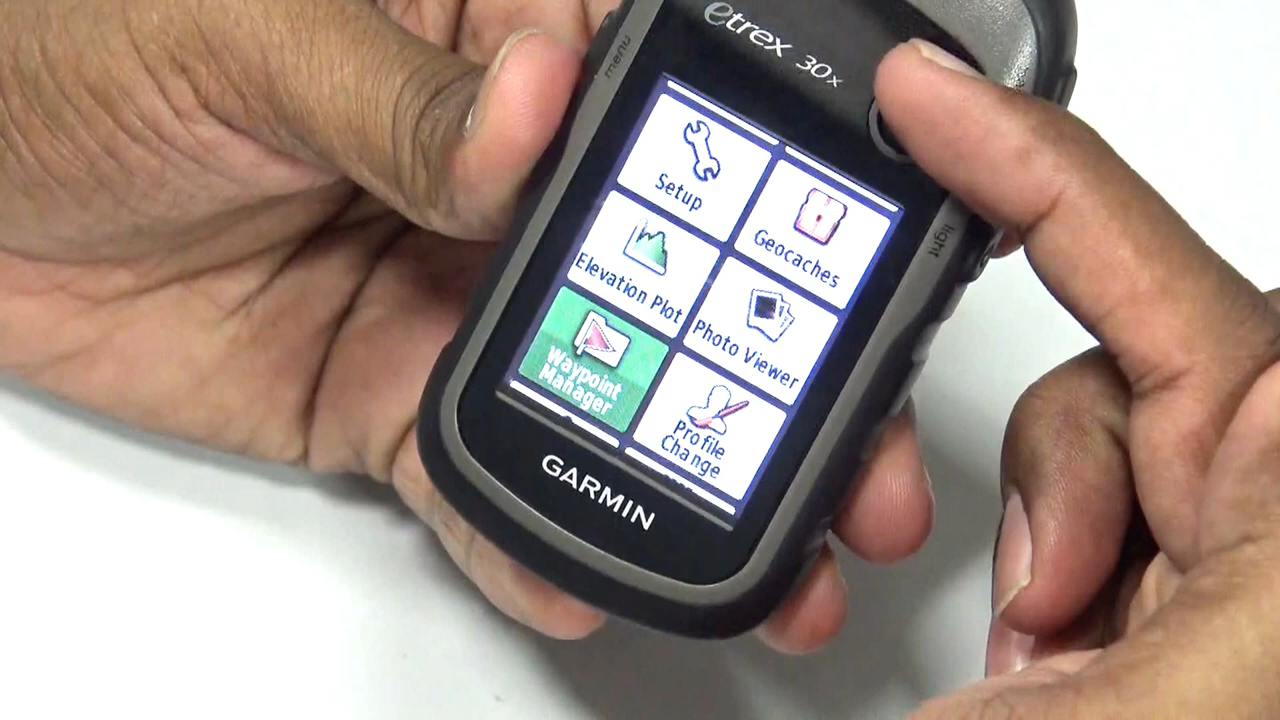 etrex 30x
menu
light
Setup
Geocaches
Elevation Plot
Photo Viewer
Waypoint
Manager
Profile
Change
GARMIN